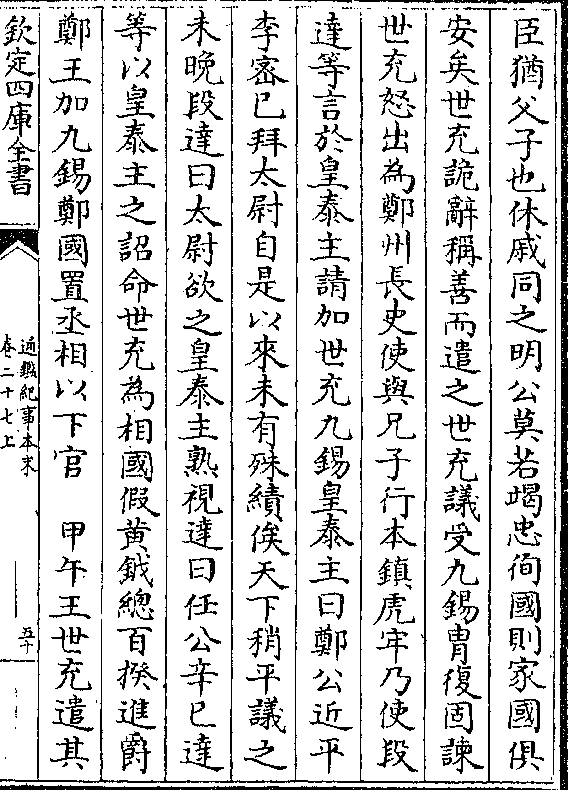 臣猶父子也休戚同之明公莫若竭忠徇國則家國俱
安矣世充詭辭稱善而遣之世充議受九錫胄復固諫
世充怒出為鄭州長史使與兄子行本鎮虎牢乃使段
達等言於皇泰主請加世充九錫皇泰主曰鄭公近平
李密已拜太尉自是以來未有殊績俟天下稍平議之
未晚段達曰太尉欲之皇泰主熟視達曰任公辛巳達
等以皇泰主之詔命世充為相國假黄鉞總百揆進爵
鄭王加九錫鄭國置丞相以下官　甲午王世充遣其
欽定四庫全書
通鑑紀事本末
卷二十七上
五十